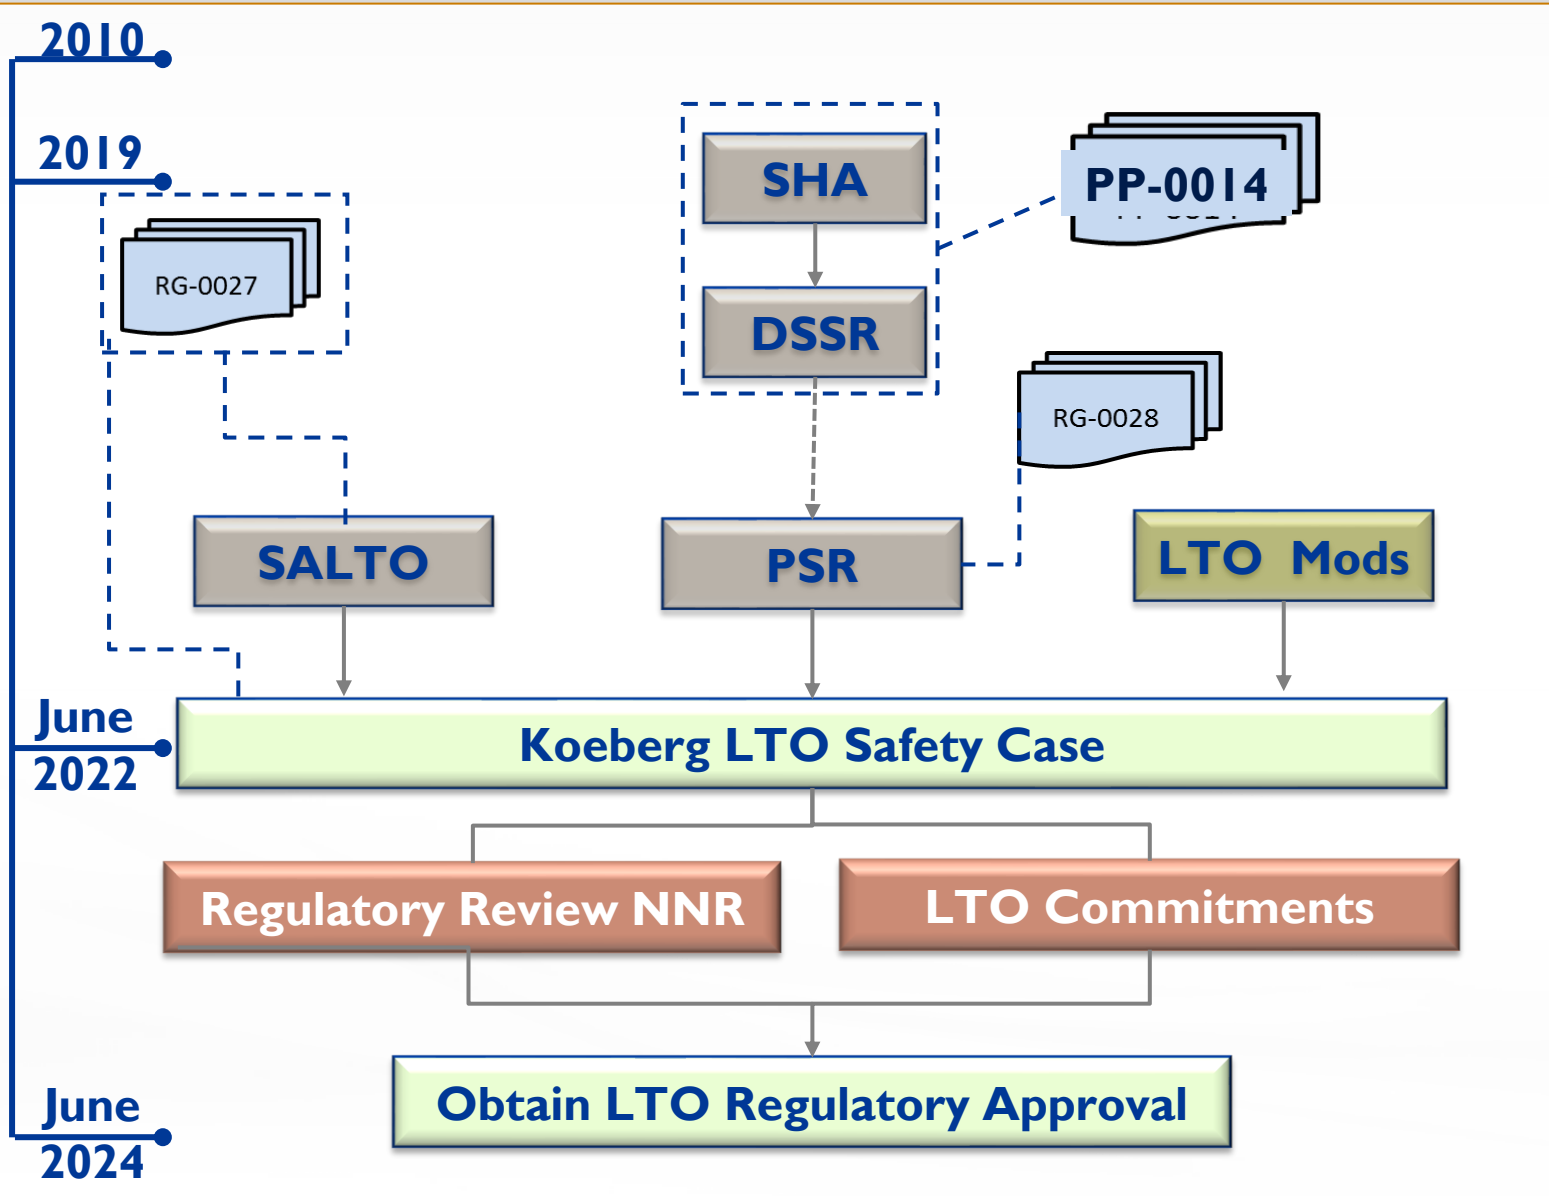 2010
2019
SHA
PP-0014
RG-0027
DSSR
RG-0028
SALTO
PSR
LTO Mods
June
2022
Koeberg LTO Safety Case
Regulatory Review NNR
LTO Commitments
June
2024
Obtain LTO Regulatory Approval